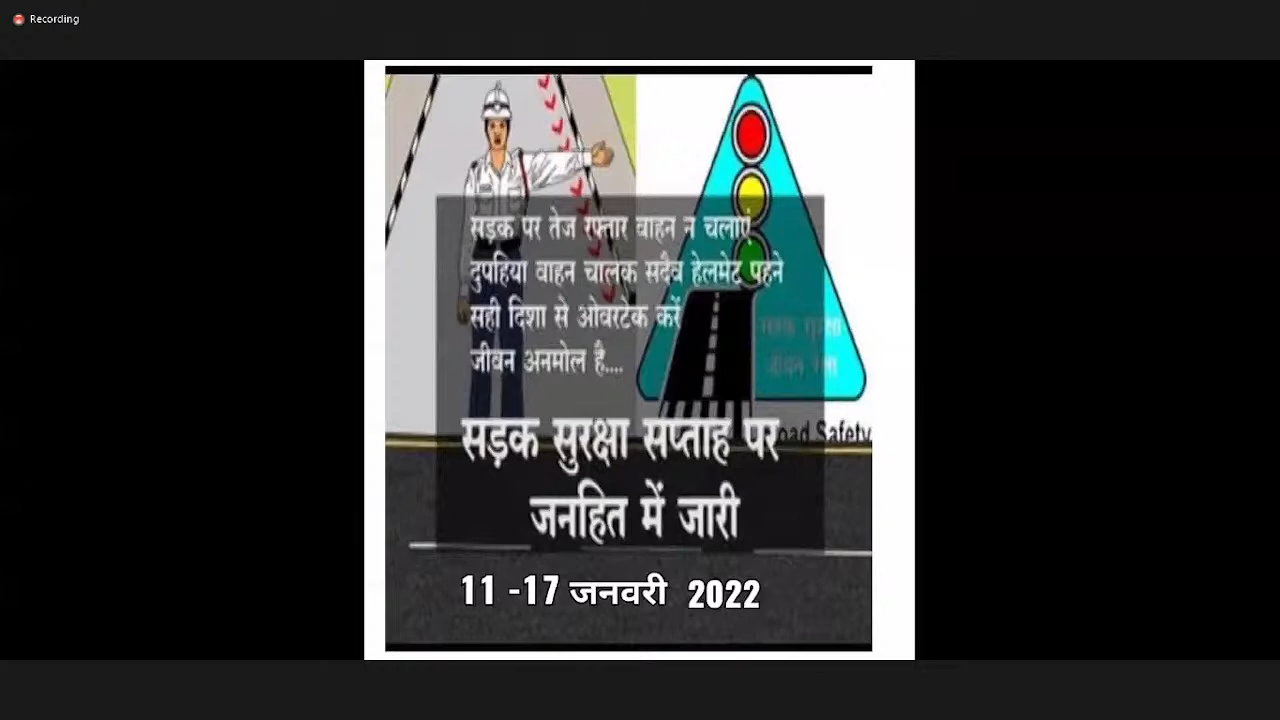 Recording
सड़क पर तेज रफ्तार वाहन न चलाएं
दुपहिया वाहन चालक सदैव हेलमेट पहने
सही दिशा से ओवरटेक करें
जीवन अनमोल है....
सड़क सुरक्षा सप्ताह पर
Safety
जनहित में जारी
11 -17 जनवरी 2022